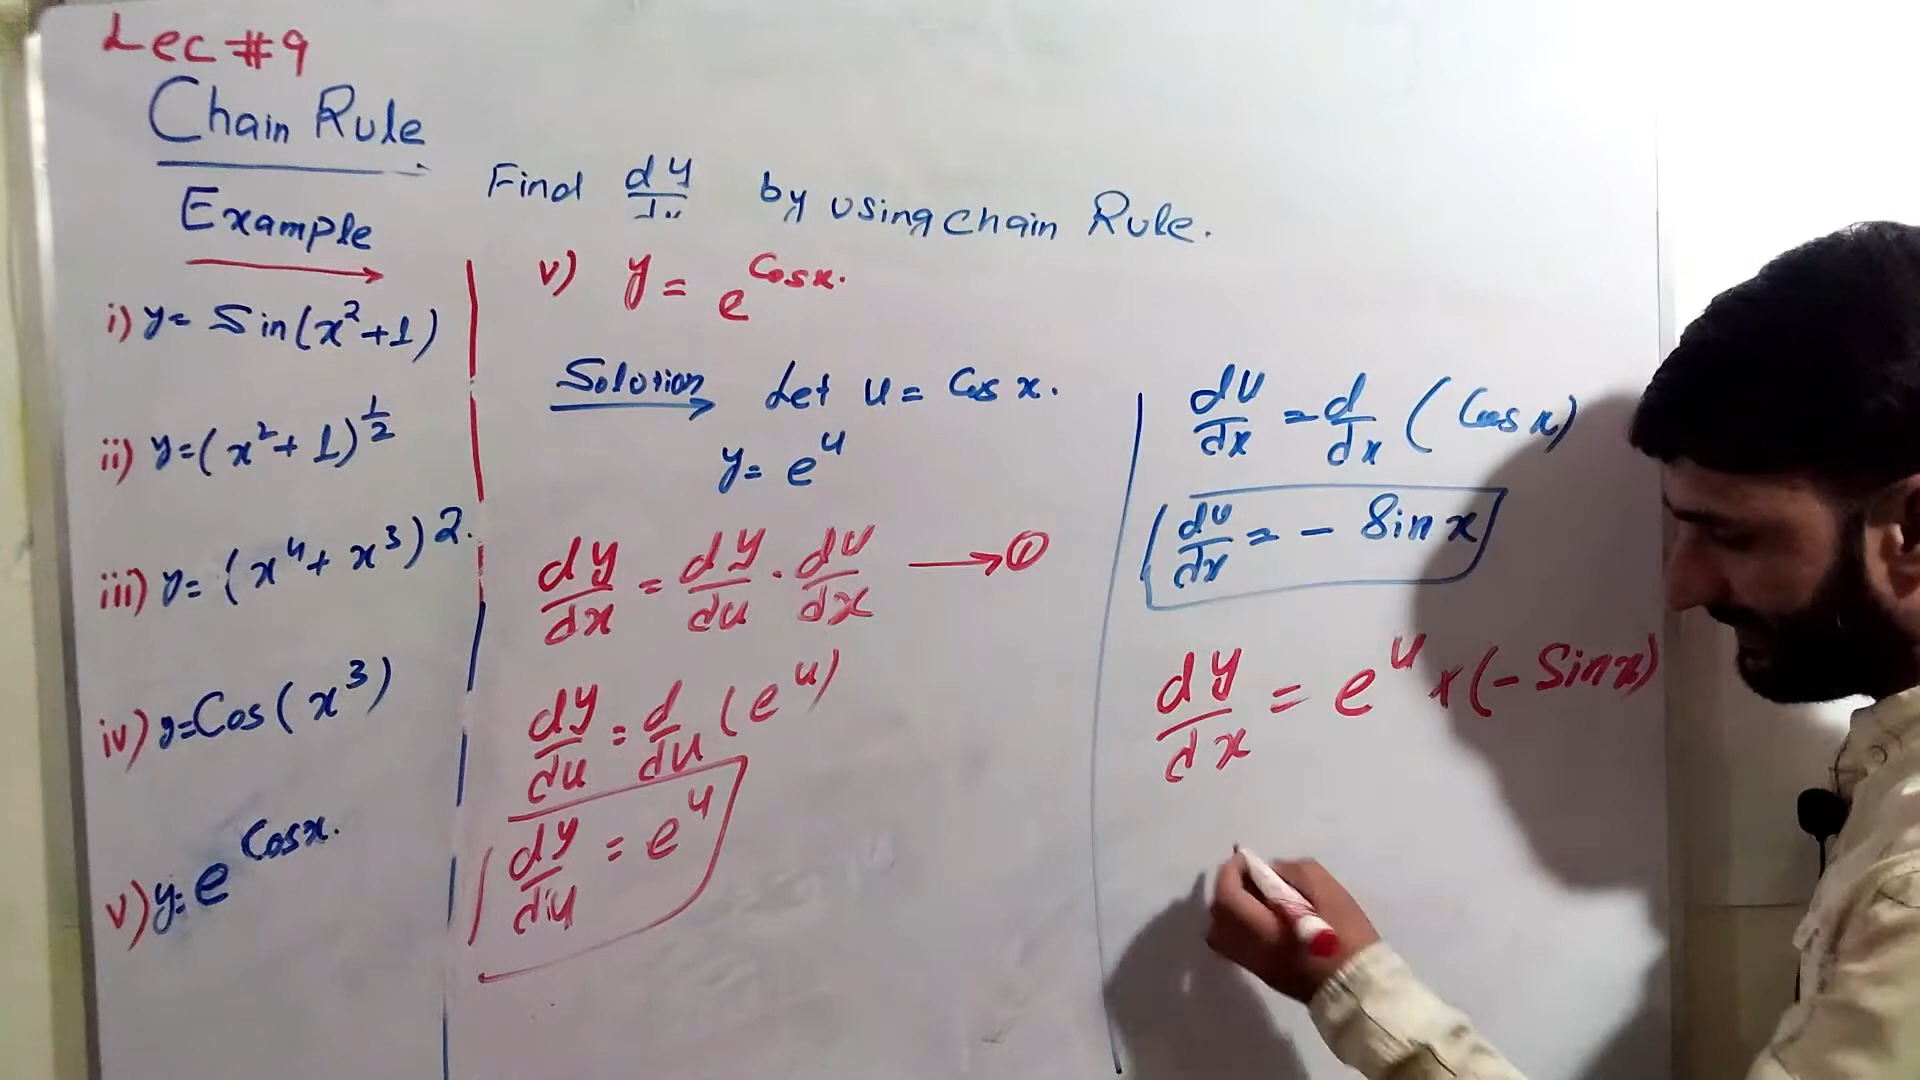 Lec #9
Chain Rule
Example
Find dy/dx by using chain Rule.
i) y= Sin(x²+1)
ii) y=(x²+1)^1/2
iii) y= (x⁴+x³)².
iv) y=Cos(x³)
v) y= e^Cosx.
v) y = e^Cosx.
Solution Let u = Cos x.
y= e^u
dy/dx = dy/du . du/dx → ①
dy/du = d/du (e^u)
dy/du = e^u
du/dx = d/dx (Cos x)
du/dx = - Sin x
dy/dx = e^u × (- Sin x)